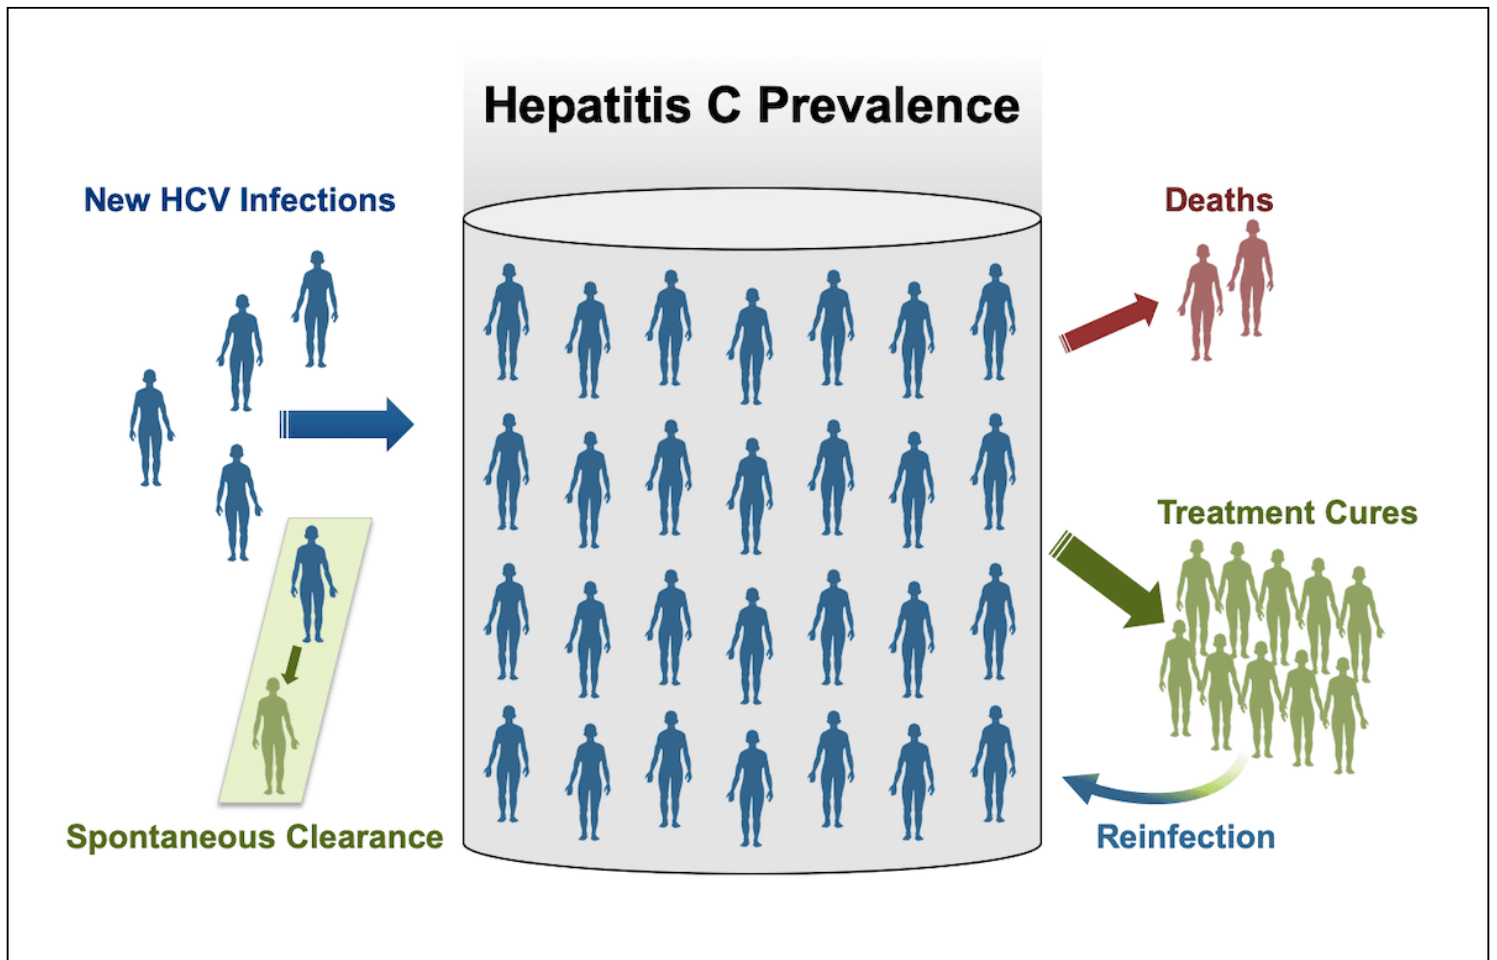 Hepatitis C Prevalence
New HCV Infections
Deaths
Treatment Cures
Spontaneous Clearance
Reinfection